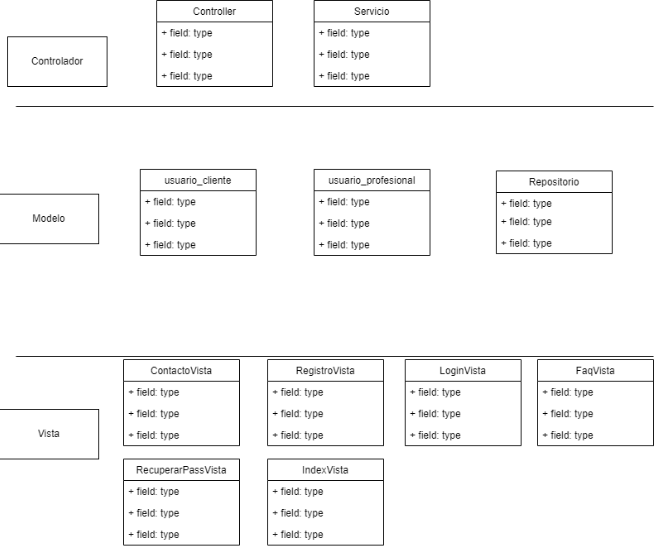 Controller
+ field: type
+ field: type
+ field: type
Servicio
+ field: type
+ field: type
+ field: type
Controlador
usuario_cliente
+ field: type
+ field: type
+ field: type
usuario_profesional
+ field: type
+ field: type
+ field: type
Repositorio
+ field: type
+ field: type
+ field: type
Modelo
ContactoVista
+ field: type
+ field: type
+ field: type
RegistroVista
+ field: type
+ field: type
+ field: type
LoginVista
+ field: type
+ field: type
+ field: type
FaqVista
+ field: type
+ field: type
+ field: type
Vista
RecuperarPassVista
+ field: type
+ field: type
+ field: type
IndexVista
+ field: type
+ field: type
+ field: type